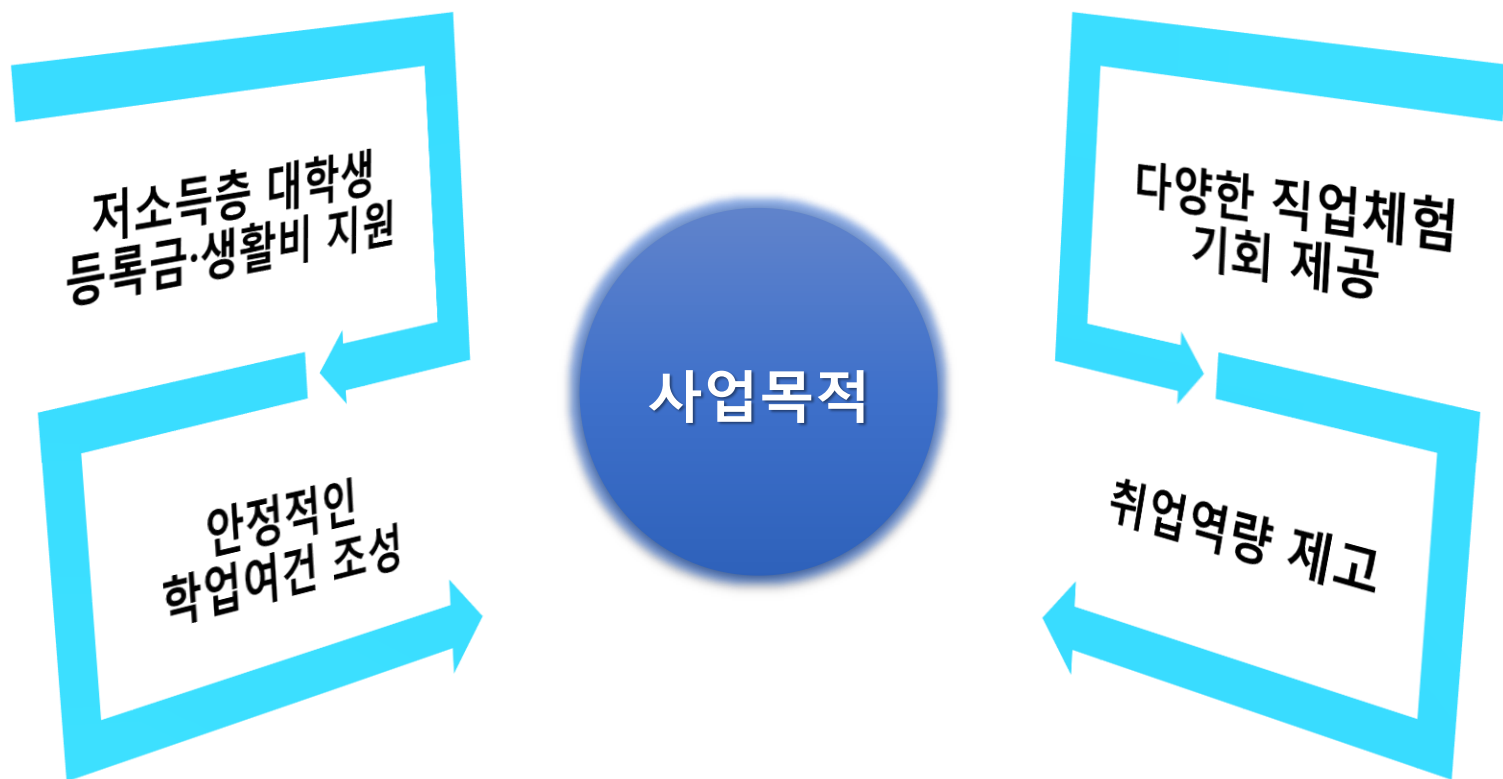 저소득층 대학생
등록금·생활비 지원
안정적인
학업여건 조성
사업목적
다양한 직업체험
기회 제공
취업역량 제고